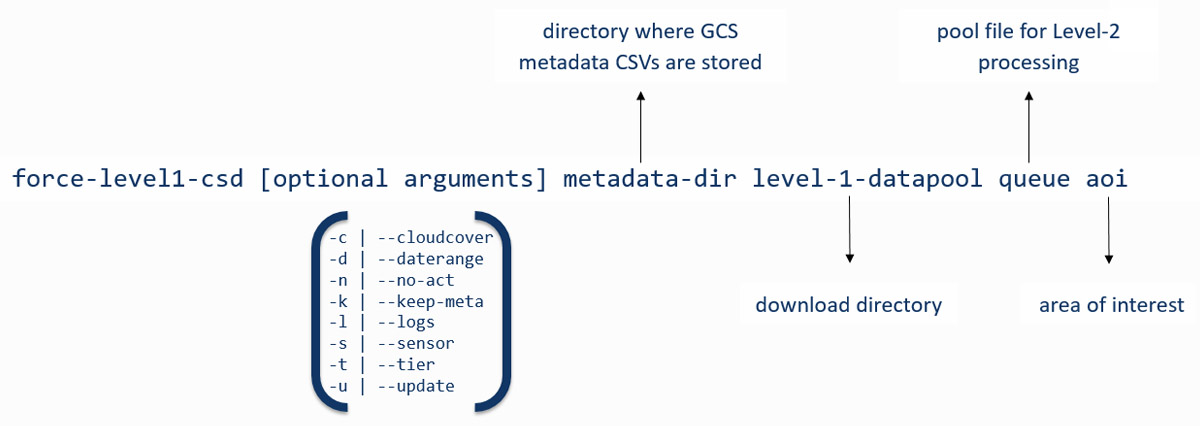 directory where GCS
metadata CSVs are stored
pool file for Level-2
processing
force-level1-csd [optional arguments] metadata-dir level-1-datapool queue aoi
-c | --cloudcover
-d | --daterange
-n | --no-act
-k | --keep-meta
-l | --logs
-s | --sensor
-t | --tier
-u | --update
download directory
area of interest